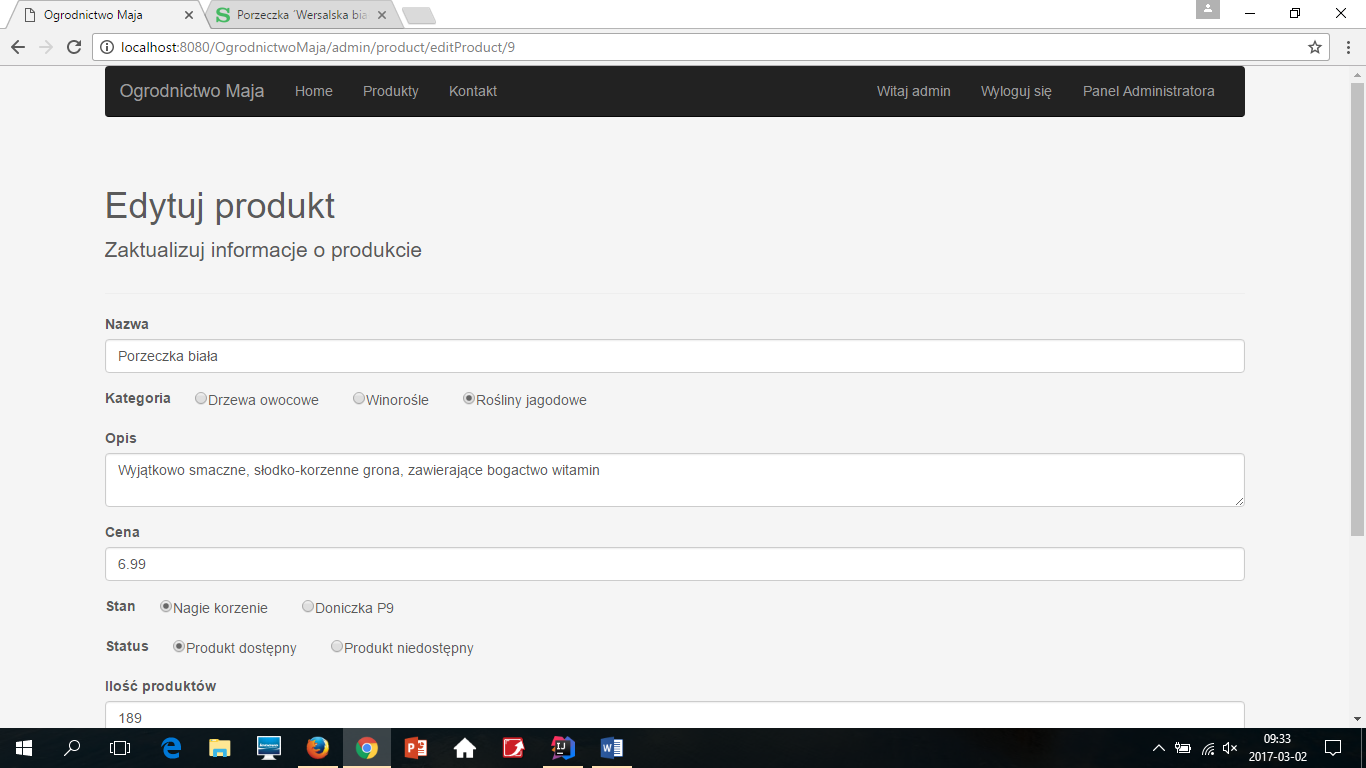 Ogrodnictwo Maja
Porzeczka 'Wersalska bia
localhost:8080/OgrodnictwoMaja/admin/product/editProduct/9
Ogrodnictwo Maja Home Produkty Kontakt Witaj admin Wyloguj się Panel Administratora
Edytuj produkt
Zaktualizuj informacje o produkcie
Nazwa
Porzeczka biała
Kategoria Drzewa owocowe Winorośle Rośliny jagodowe
Opis
Wyjątkowo smaczne, słodko-korzenne grona, zawierające bogactwo witamin
Cena
6.99
Stan Nagie korzenie Doniczka P9
Status Produkt dostępny Produkt niedostępny
Ilość produktów
189
09:33
2017-03-02